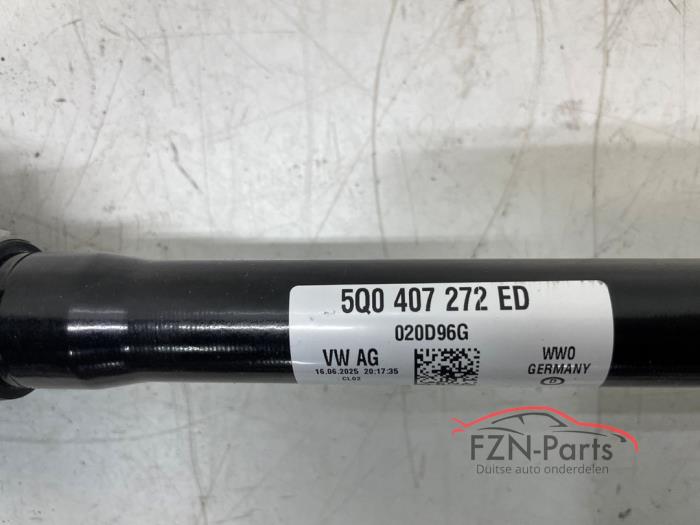 5Q0 407 272 ED
020D96G
VW AG
16.06.2025 20:17:35
CL02
WWO
GERMANY
D
FZN-Parts
Duitse auto onderdelen